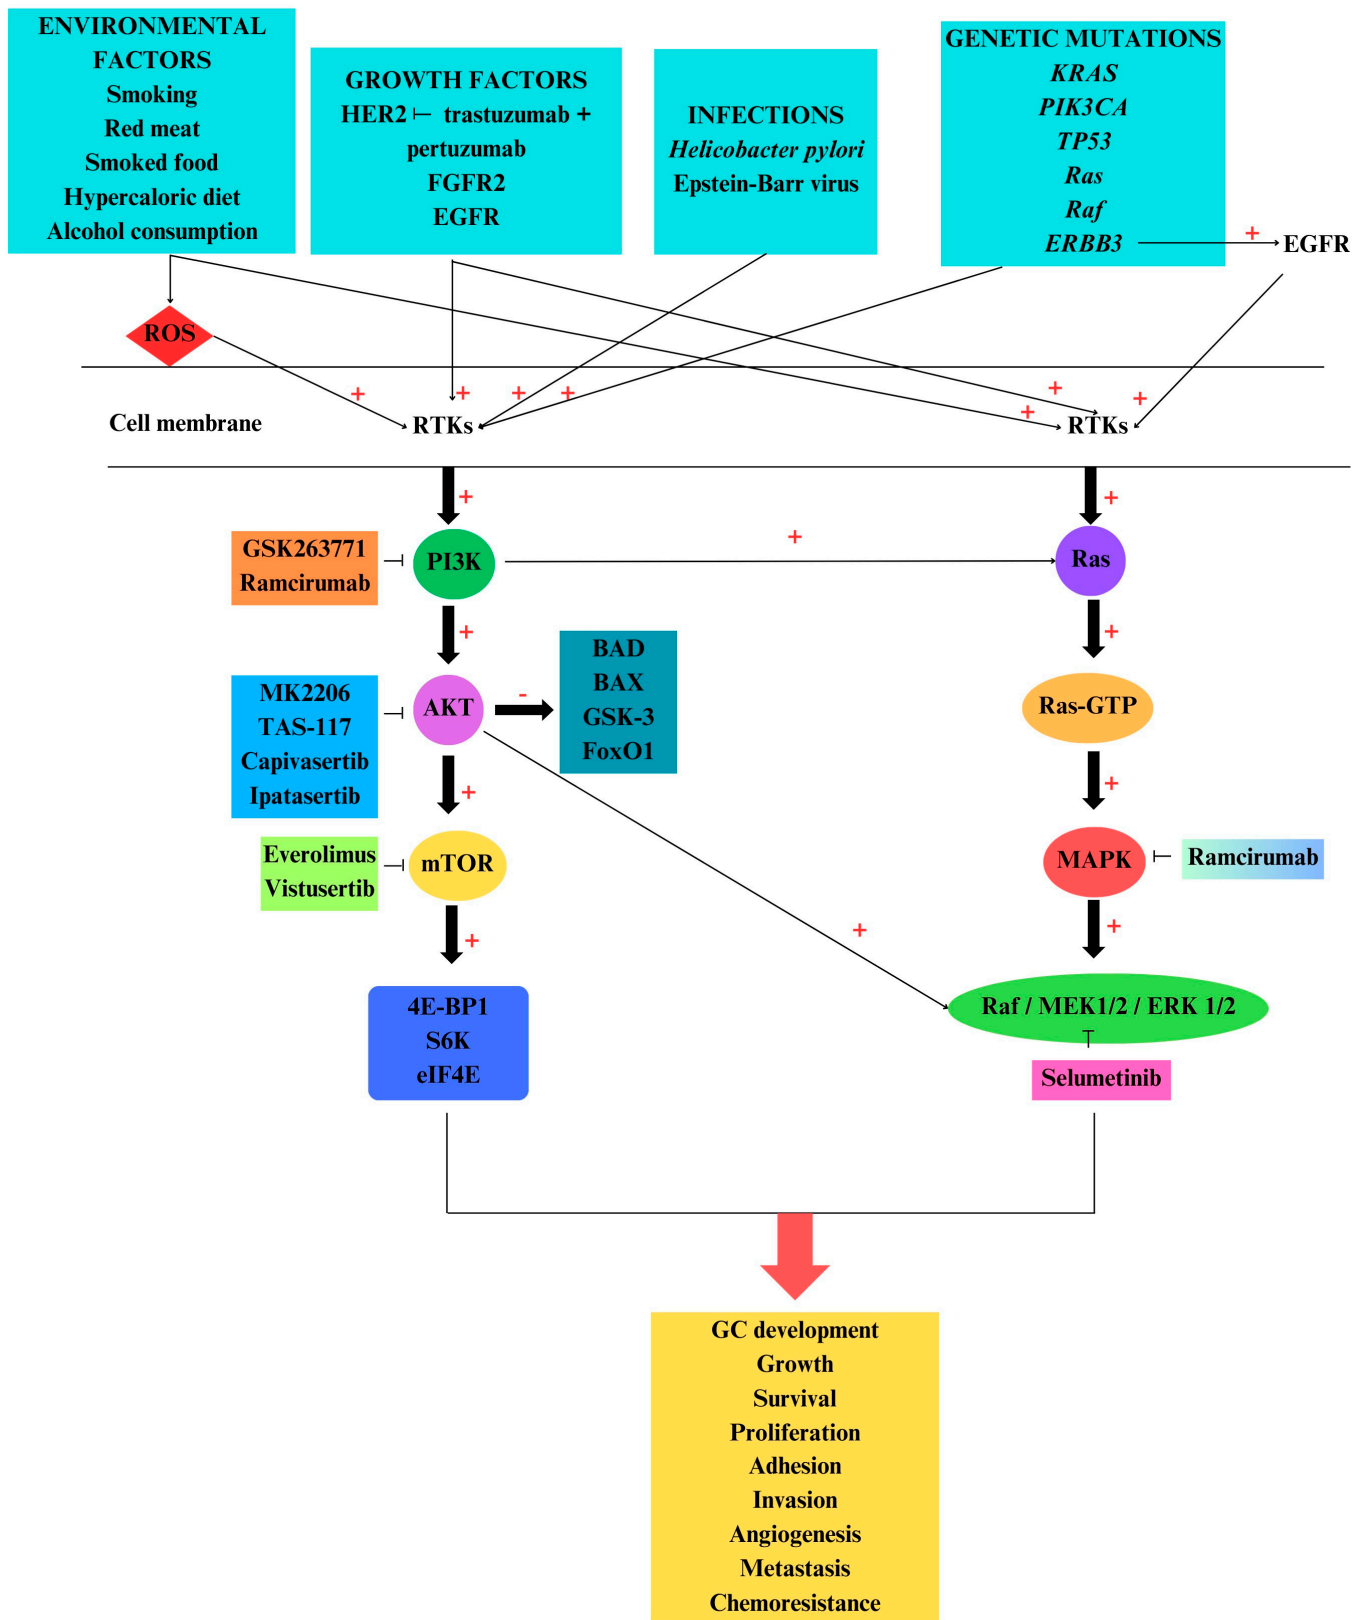 ENVIRONMENTAL
FACTORS
Smoking
Red meat
Smoked food
Hypercaloric diet
Alcohol consumption
GROWTH FACTORS
HER2 ⊢ trastuzumab +
pertuzumab
FGFR2
EGFR
INFECTIONS
Helicobacter pylori
Epstein-Barr virus
GENETIC MUTATIONS
KRAS
PIK3CA
TP53
Ras
Raf
ERBB3
+
EGFR
ROS
+
+
+
+
+
+
+
Cell membrane
RTKs
RTKs
+
+
GSK263771
Ramcirumab
PI3K
+
Ras
+
+
MK2206
TAS-117
Capivasertib
Ipatasertib
AKT
-
BAD
BAX
GSK-3
FoxO1
Ras-GTP
+
+
Everolimus
Vistusertib
mTOR
MAPK
Ramcirumab
+
+
+
4E-BP1
S6K
eIF4E
Raf / MEK1/2 / ERK 1/2
Selumetinib
GC development
Growth
Survival
Proliferation
Adhesion
Invasion
Angiogenesis
Metastasis
Chemoresistance